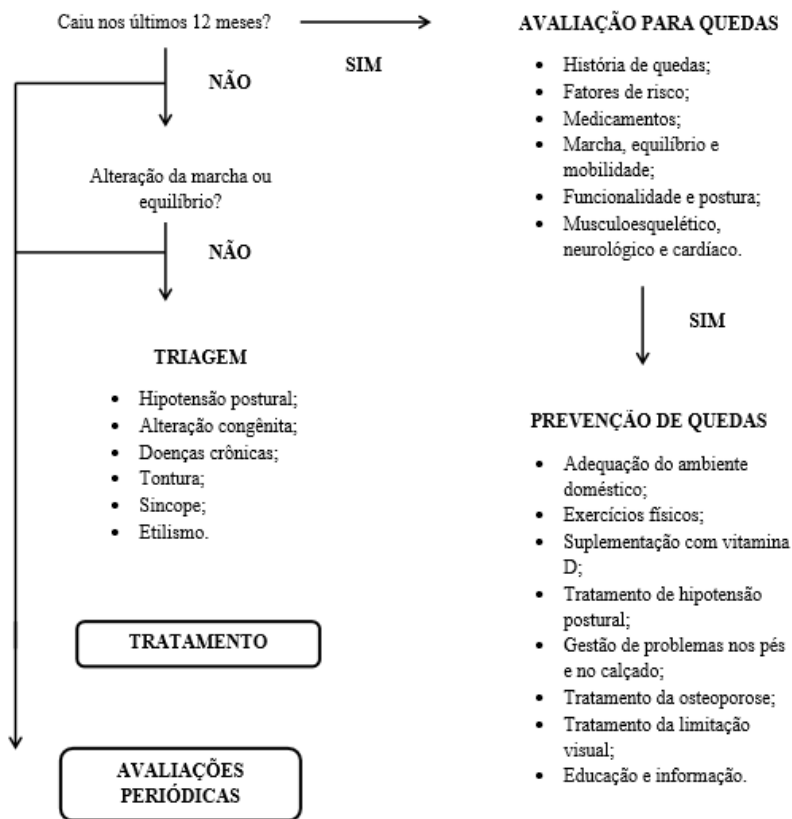 Caiu nos últimos 12 meses?
SIM
NÃO
Alteração da marcha ou
equilíbrio?
NÃO
TRIAGEM
• Hipotensão postural;
• Alteração congênita;
• Doenças crônicas;
• Tontura;
• Sincope;
• Etilismo.
TRATAMENTO
AVALIAÇÕES
PERIÓDICAS
AVALIAÇÃO PARA QUEDAS
• História de quedas;
• Fatores de risco;
• Medicamentos;
• Marcha, equilíbrio e
mobilidade;
• Funcionalidade e postura;
• Musculoesquelético,
neurológico e cardíaco.
SIM
PREVENÇÃO DE QUEDAS
• Adequação do ambiente
doméstico;
• Exercícios físicos;
• Suplementação com vitamina
D;
• Tratamento de hipotensão
postural;
• Gestão de problemas nos pés
e no calçado;
• Tratamento da osteoporose;
• Tratamento da limitação
visual;
• Educação e informação.